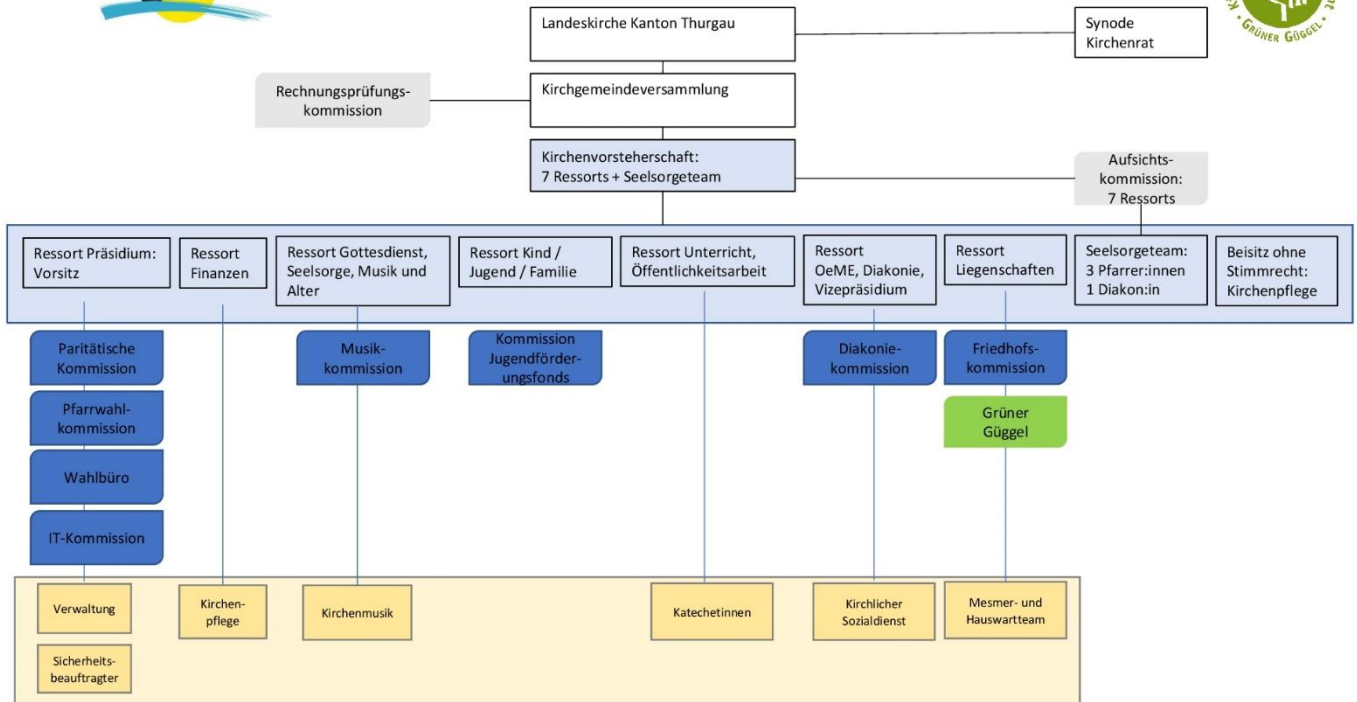 Landeskirche Kanton Thurgau
Synode
Kirchenrat
GRÜNER GÜGGEL
Rechnungsprüfungs-
kommission
Kirchgemeindeversammlung
Kirchenvorsteherschaft:
7 Ressorts + Seelsorgeteam
Aufsichts-
kommission:
7 Ressorts
Ressort Präsidium:
Vorsitz
Ressort
Finanzen
Ressort Gottesdienst,
Seelsorge, Musik und
Alter
Ressort Kind /
Jugend / Familie
Ressort Unterricht,
Öffentlichkeitsarbeit
Ressort
OeME, Diakonie,
Vizepräsidium
Ressort
Liegenschaften
Seelsorgeteam:
3 Pfarrer:innen
1 Diakon:in
Beisitz ohne
Stimmrecht:
Kirchenpflege
Paritätische
Kommission
Musik-
kommission
Kommission
Jugendförder-
ungsfonds
Diakonie-
kommission
Friedhofs-
kommission
Pfarrwahl-
kommission
Grüner
Güggel
Wahlbüro
IT-Kommission
Verwaltung
Kirchen-
pflege
Kirchenmusik
Katechetinnen
Kirchlicher
Sozialdienst
Mesmer- und
Hauswartteam
Sicherheits-
beauftragter